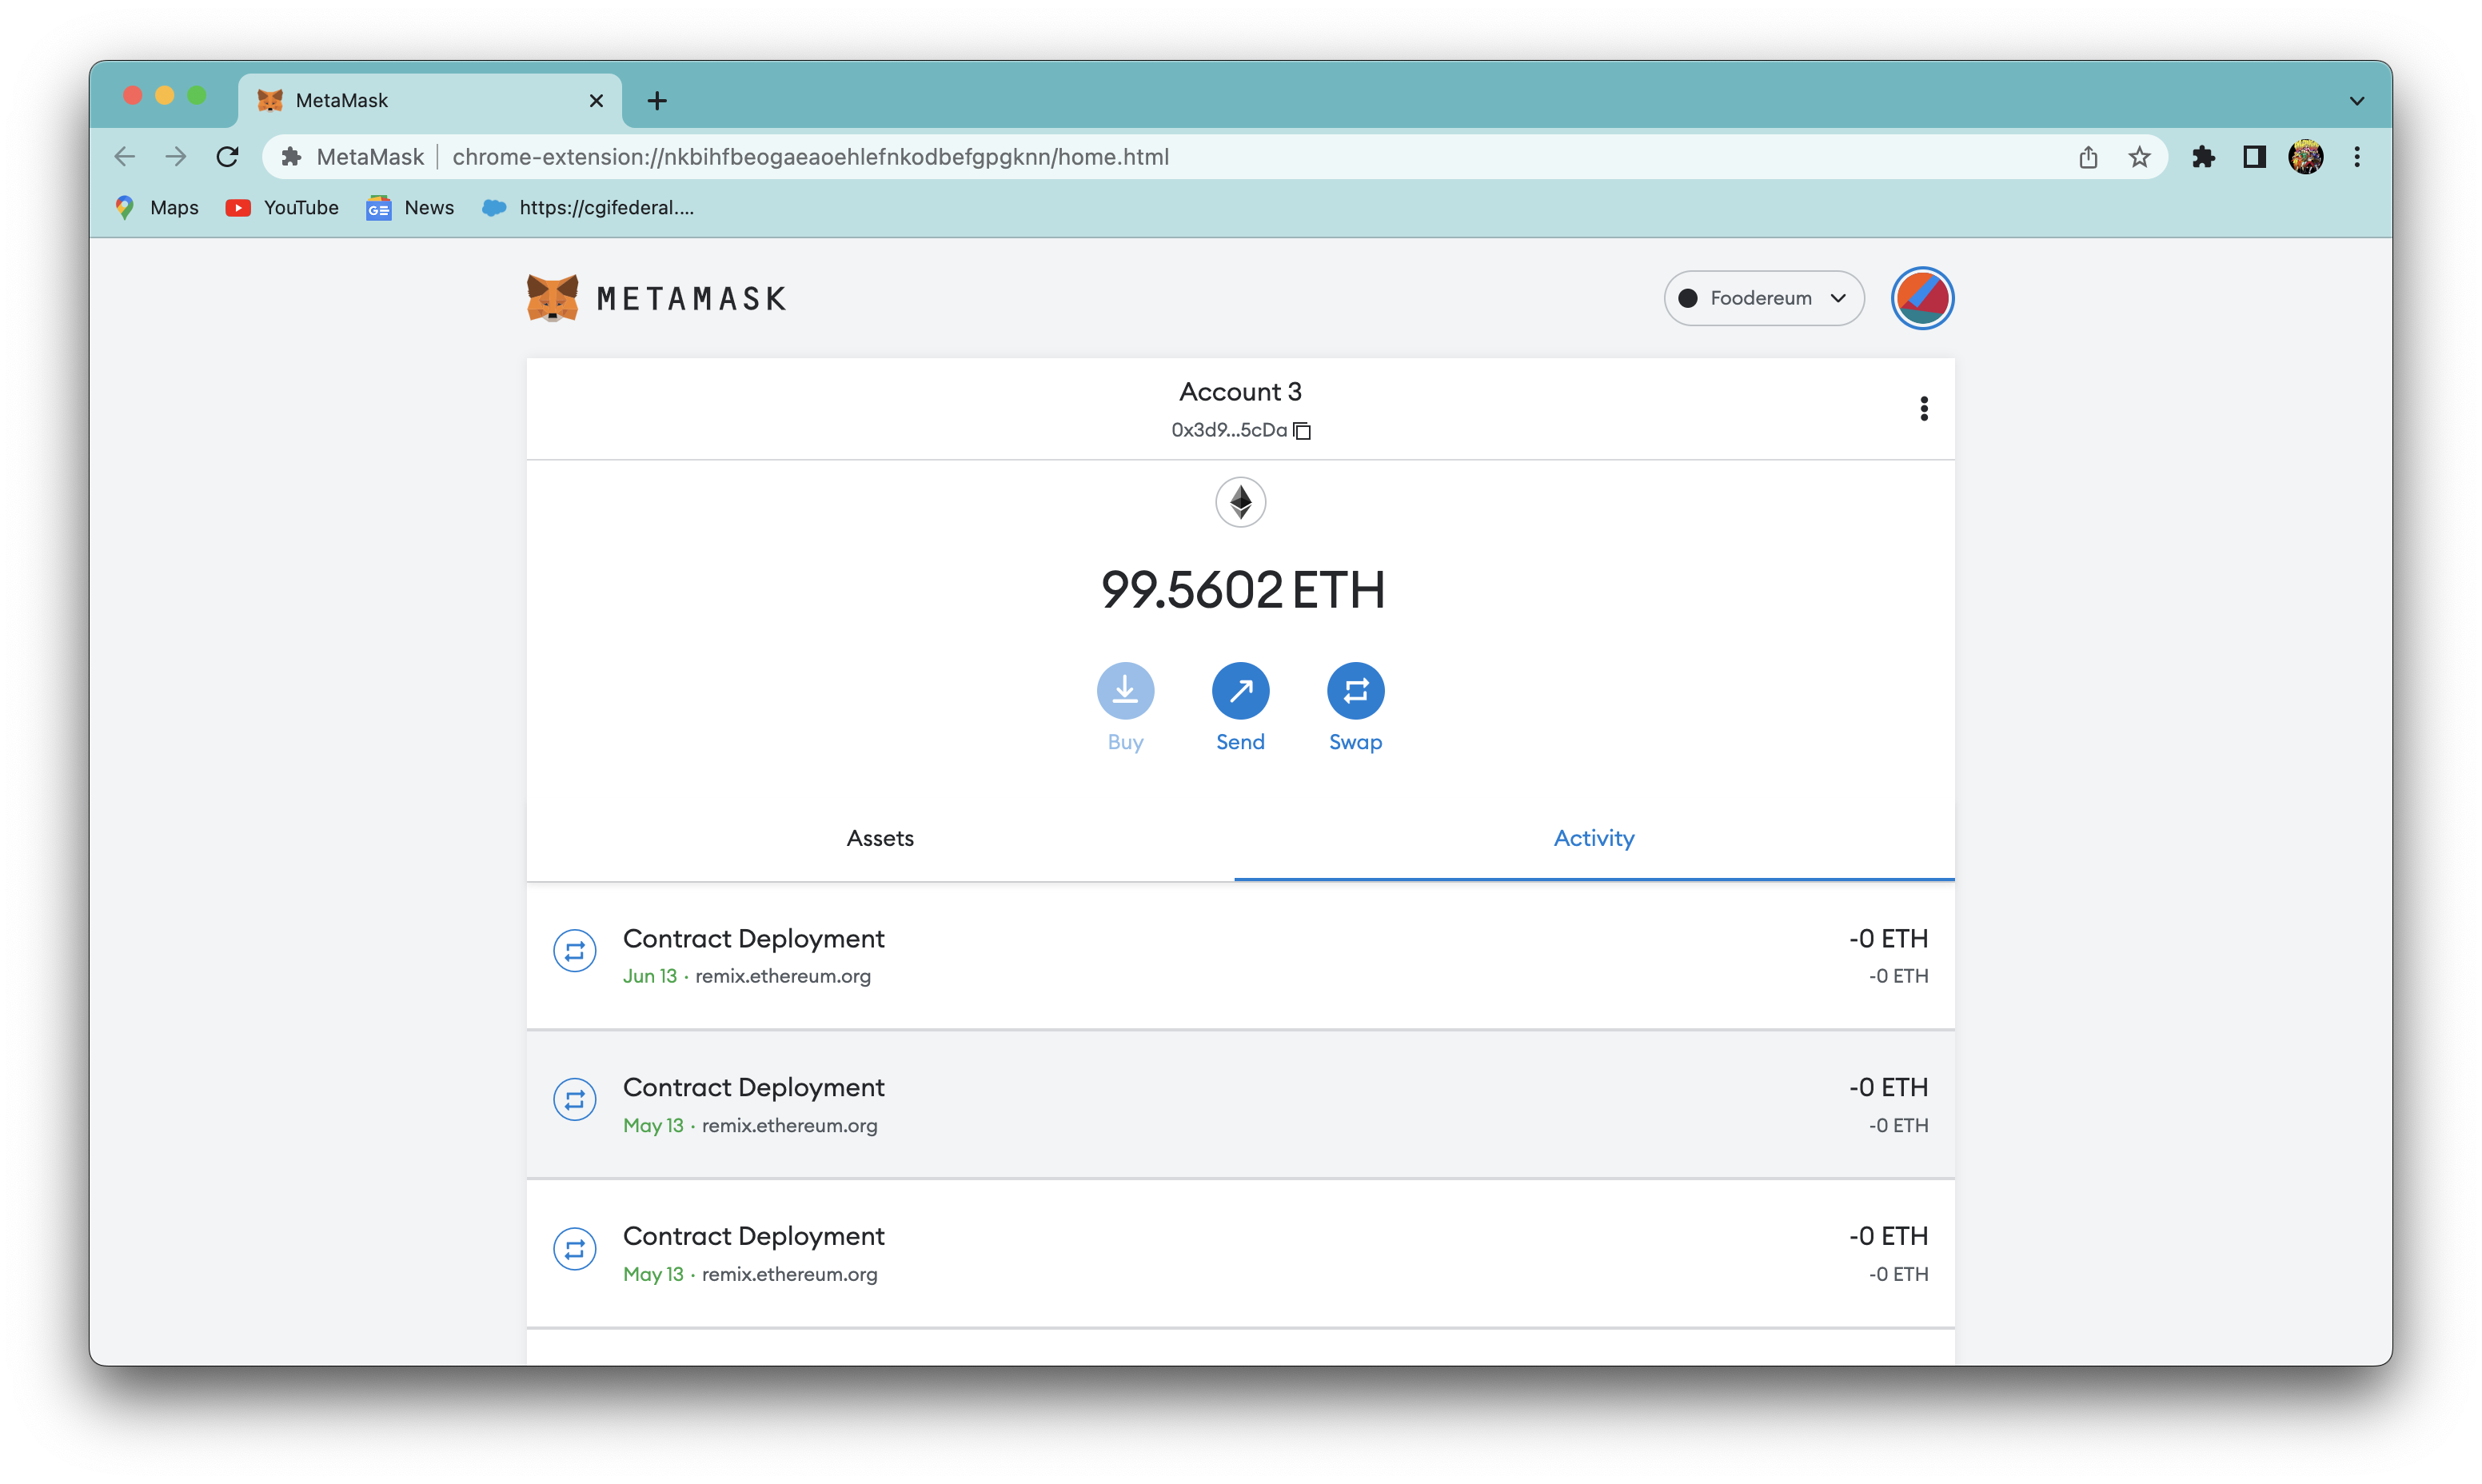 MetaMask
MetaMask | chrome-extension://nkbihfbeogaeaoehlefnkodbefgpgknn/home.html
Maps YouTube News https://cgifederal....
METAMASK Foodereum
Account 3
0x3d9...5cDa
99.5602 ETH
Buy Send Swap
Assets Activity
Contract Deployment -0 ETH
Jun 13 · remix.ethereum.org -0 ETH
Contract Deployment -0 ETH
May 13 · remix.ethereum.org -0 ETH
Contract Deployment -0 ETH
May 13 · remix.ethereum.org -0 ETH